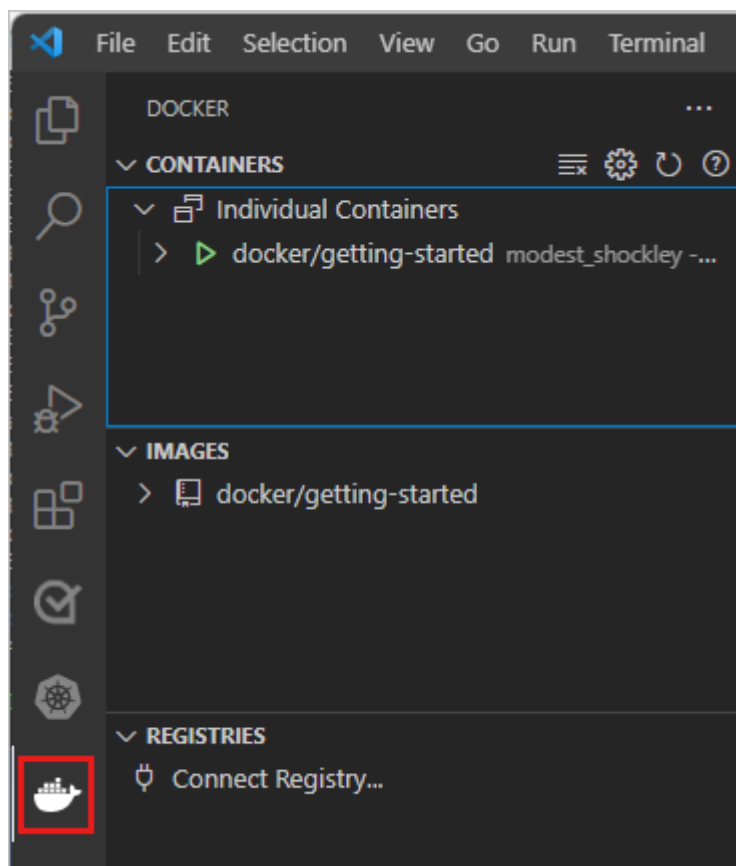 File Edit Selection View Go Run Terminal
DOCKER
CONTAINERS
Individual Containers
docker/getting-started modest_shockley -...
IMAGES
docker/getting-started
REGISTRIES
Connect Registry...